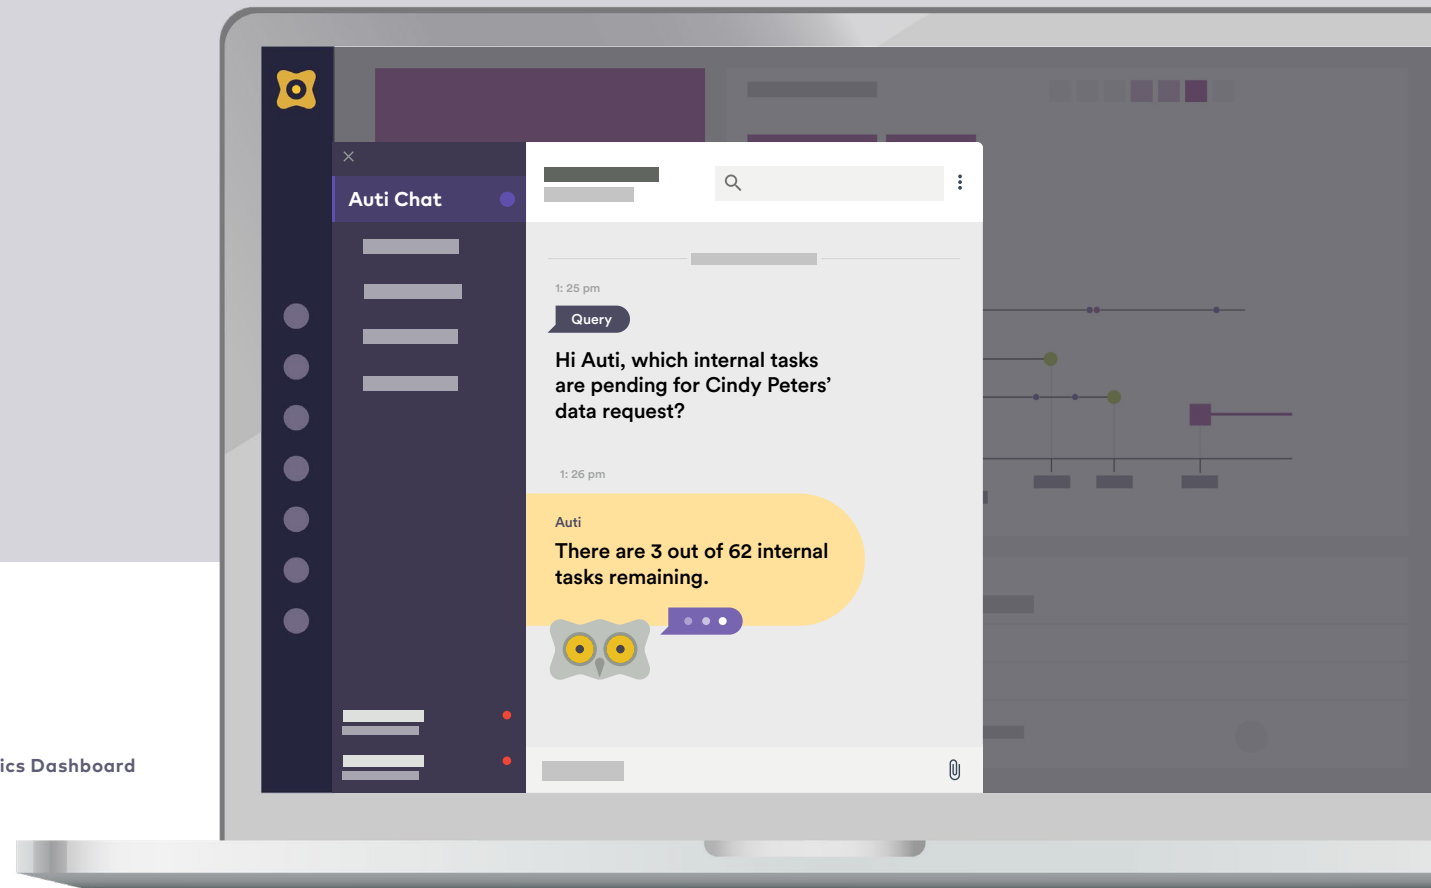 Auti Chat
1: 25 pm
Query
Hi Auti, which internal tasks
are pending for Cindy Peters’
data request?
1: 26 pm
Auti
There are 3 out of 62 internal
tasks remaining.
ics Dashboard